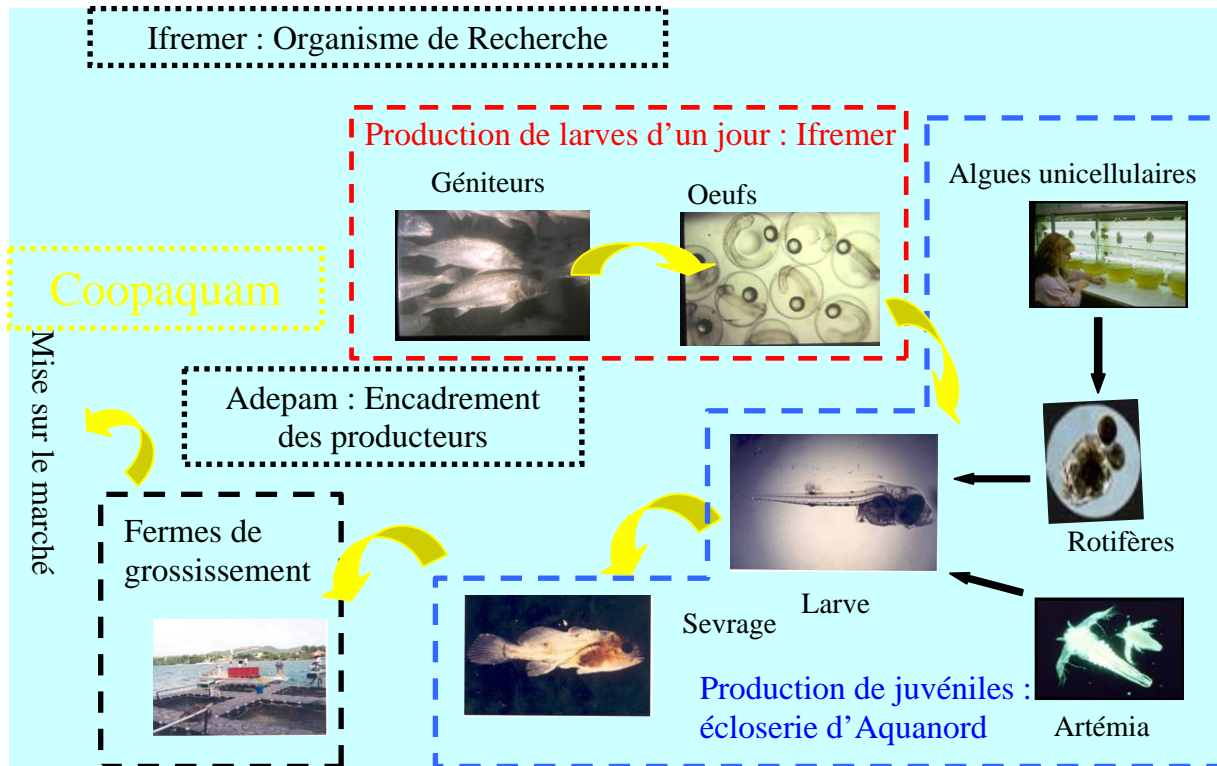 Ifremer : Organisme de Recherche
Production de larves d'un jour : Ifremer
Géniteurs
Oeufs
Algues unicellulaires
Coopaquam
Mise sur le marché
Adepam : Encadrement
des producteurs
Rotifères
Fermes de
grossissement
Larve
Sevrage
Production de juvéniles :
écloserie d'Aquanord
Artémia